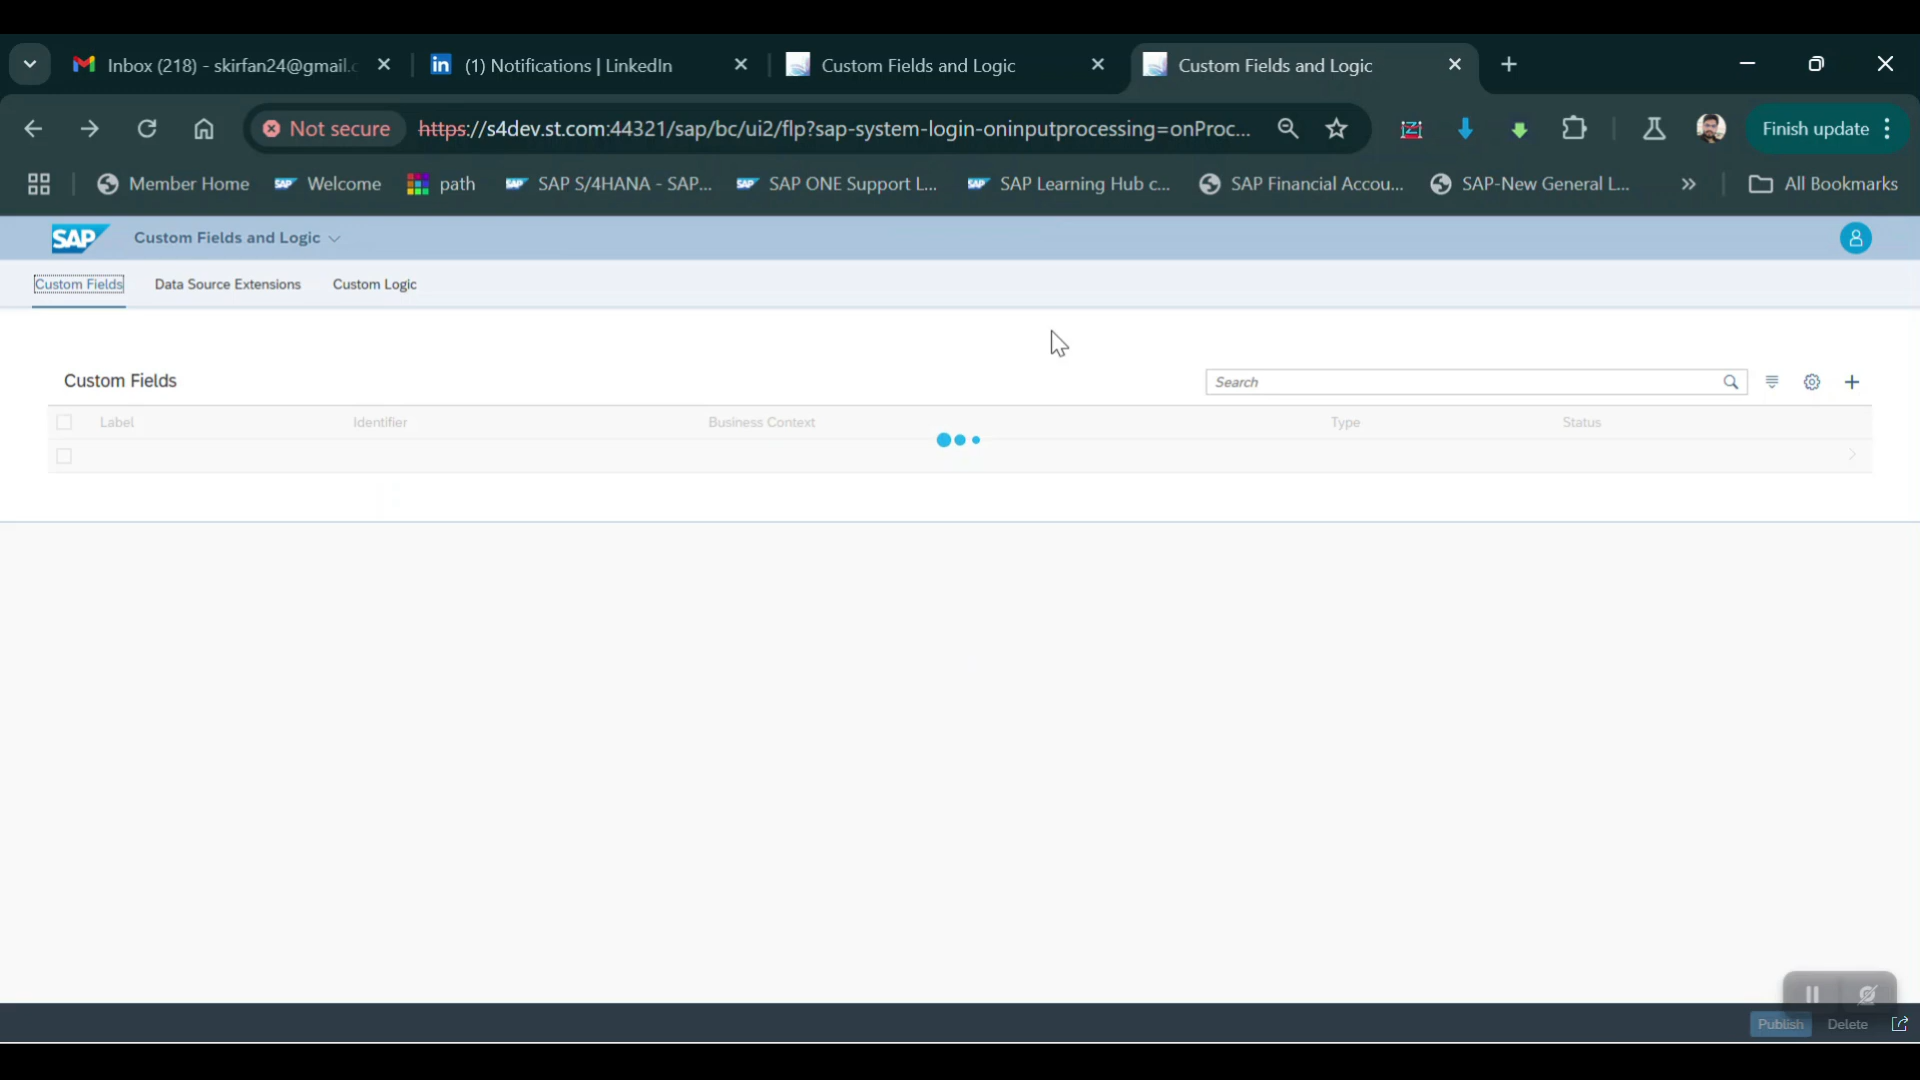 Inbox (218) - skirfan24@gmail.c
(1) Notifications | LinkedIn
Custom Fields and Logic
Custom Fields and Logic
Not secure
https://s4dev.st.com:44321/sap/bc/ui2/flp?sap-system-login-oninputprocessing=onProc...
Finish update
Member Home
Welcome
path
SAP S/4HANA - SAP...
SAP ONE Support L...
SAP Learning Hub c...
SAP Financial Accou...
SAP-New General L...
All Bookmarks
SAP
Custom Fields and Logic
Custom Fields
Data Source Extensions
Custom Logic
Custom Fields
Search
Label
Identifier
Business Context
Type
Status
Publish
Delete